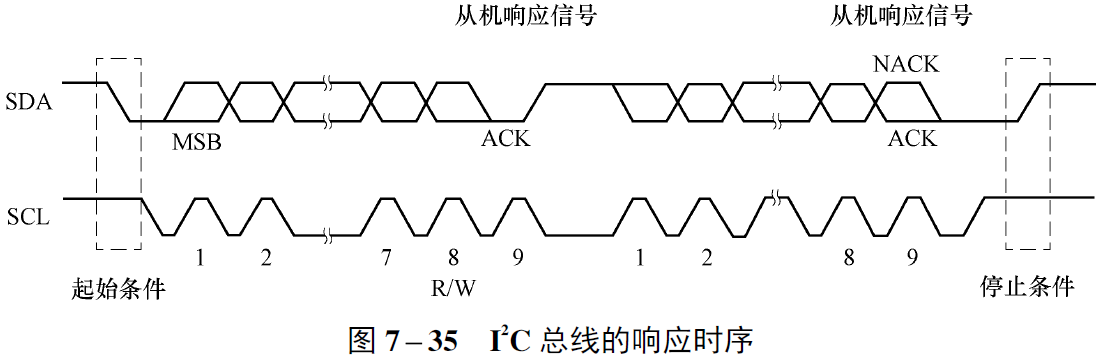 从机响应信号 从机响应信号
NACK
SDA
MSB ACK ACK
SCL
1 2 7 8 9 1 2 8 9
起始条件 R/W 停止条件
图 7–35 I²C 总线的响应时序